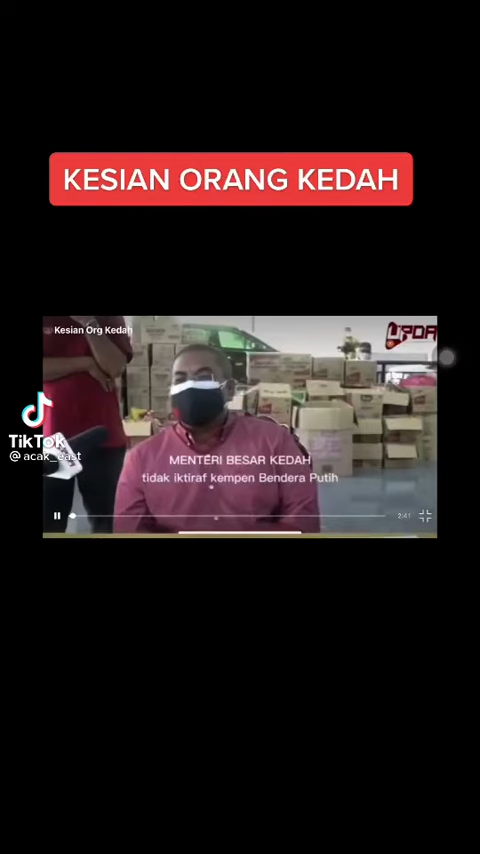 KESIAN ORANG KEDAH
Kesian Org Kedah
TikTok
@acak_east
MENTERI BESAR KEDAH
tidak iktiraf kempen Bendera Putih
2:41